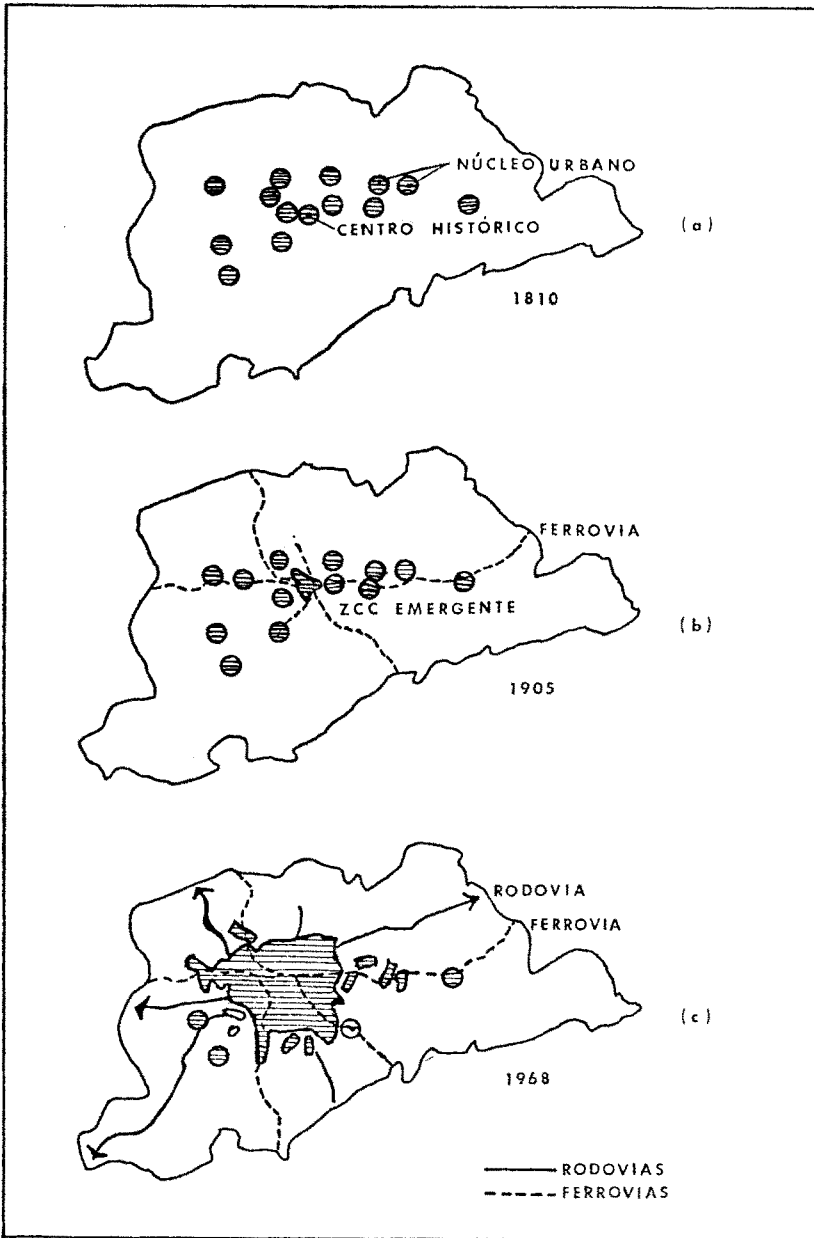 NÚCLEO URBANO
CENTRO HISTÓRICO
(a)
1810
FERROVIA
ZCC EMERGENTE
(b)
1905
RODOVIA
FERROVIA
(c)
1968
RODOVIAS
FERROVIAS